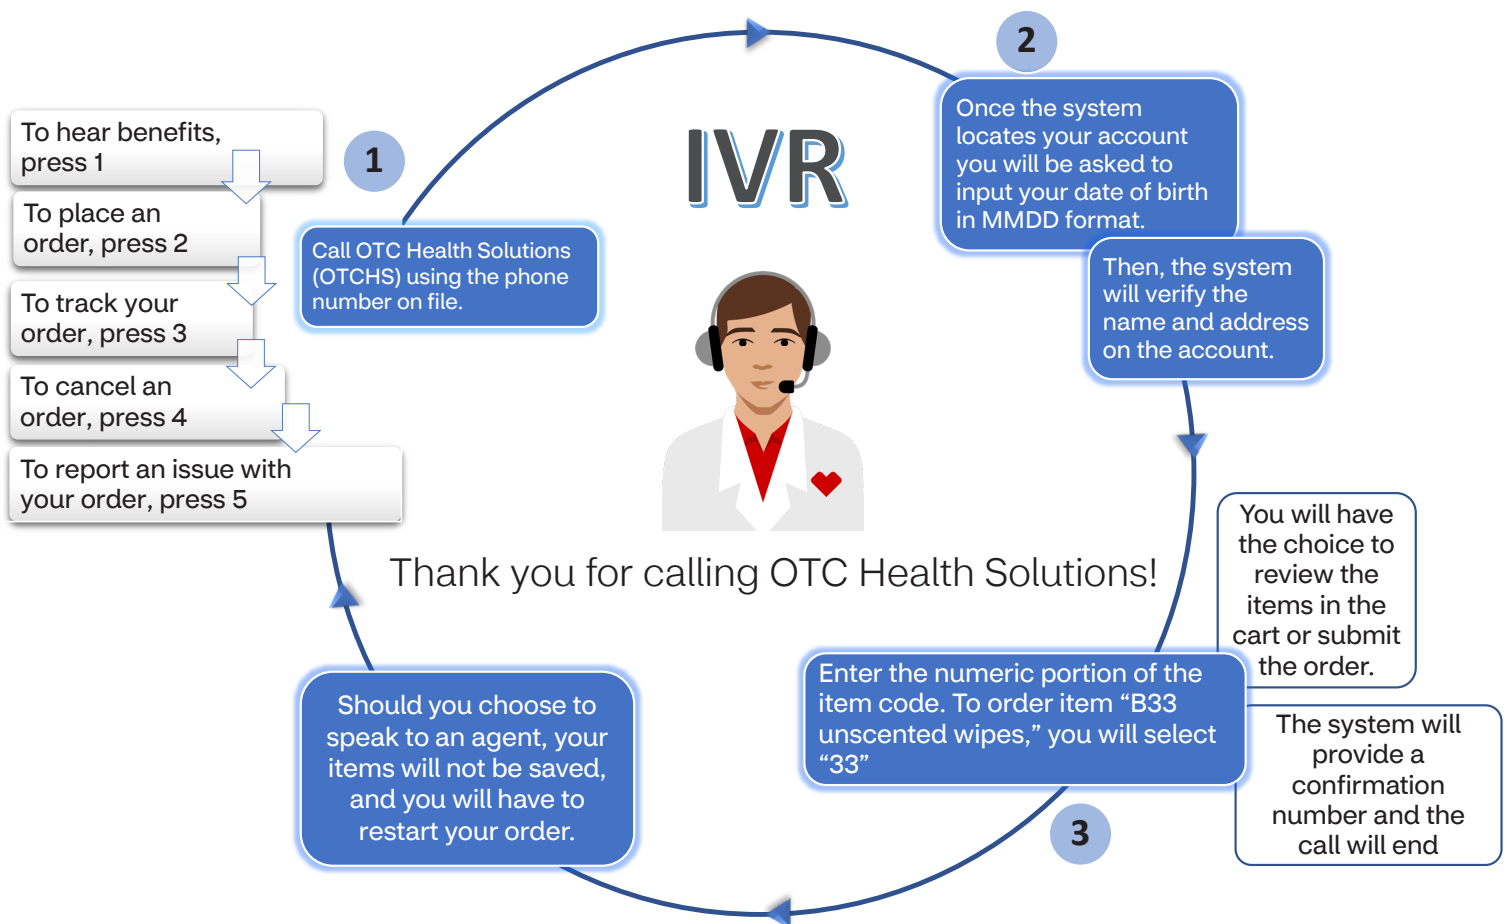 IVR
1
Call OTC Health Solutions
(OTCHS) using the phone
number on file.
To hear benefits,
press 1
To place an
order, press 2
To track your
order, press 3
To cancel an
order, press 4
To report an issue with
your order, press 5
2
Once the system
locates your account
you will be asked to
input your date of birth
in MMDD format.
Then, the system
will verify the
name and address
on the account.
Thank you for calling OTC Health Solutions!
3
Enter the numeric portion of the
item code. To order item “B33
unscented wipes,” you will select
“33”
You will have
the choice to
review the
items in the
cart or submit
the order.
The system will
provide a
confirmation
number and the
call will end
Should you choose to
speak to an agent, your
items will not be saved,
and you will have to
restart your order.